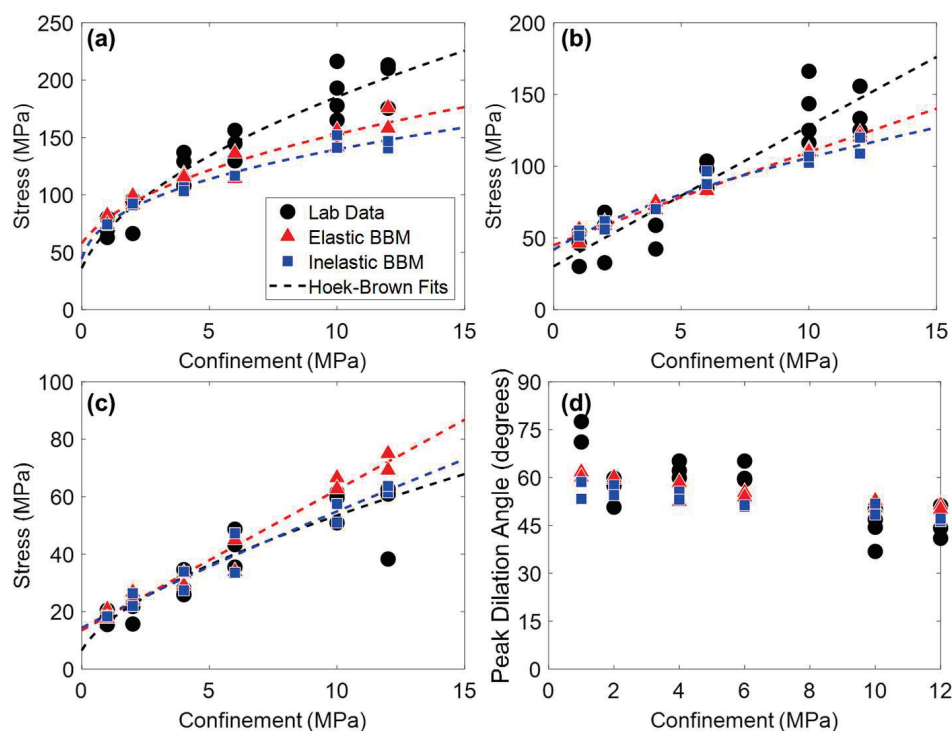 (a)
250
200
150
100
50
0
Stress (MPa)
0 5 10 15
Confinement (MPa)
Lab Data
Elastic BBM
Inelastic BBM
Hoek-Brown Fits
(b)
200
150
100
50
0
Stress (MPa)
0 5 10 15
Confinement (MPa)
(c)
100
80
60
40
20
0
Stress (MPa)
0 5 10 15
Confinement (MPa)
(d)
90
75
60
45
30
15
0
Peak Dilation Angle (degrees)
0 2 4 6 8 10 12
Confinement (MPa)